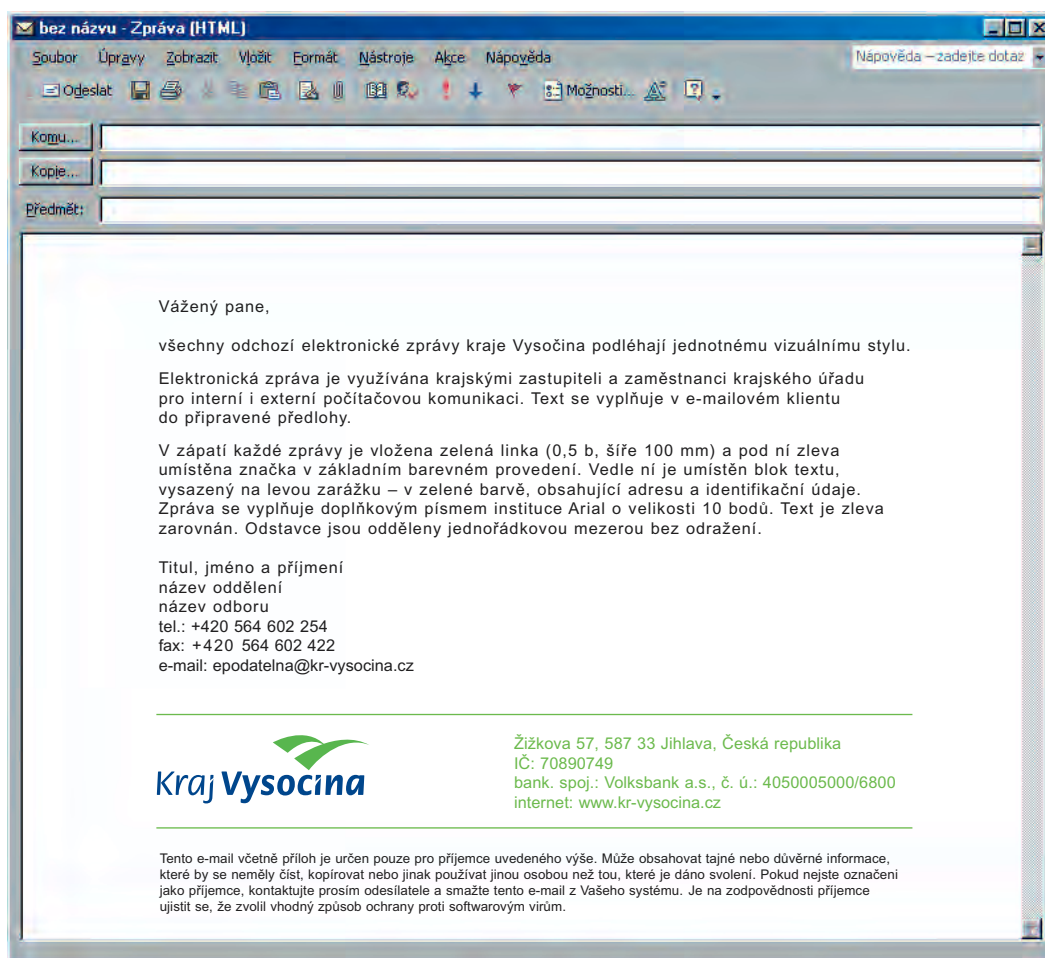 bez názvu - Zpráva (HTML)
Soubor Úpravy Zobrazit Vložit Formát Nástroje Akce Nápověda Nápověda – zadejte dotaz
Odeslat Možnosti...
Komu...
Kopie...
Předmět:
Vážený pane,
všechny odchozí elektronické zprávy kraje Vysočina podléhají jednotnému vizuálnímu stylu.
Elektronická zpráva je využívána krajskými zastupiteli a zaměstnanci krajského úřadu
pro interní i externí počítačovou komunikaci. Text se vyplňuje v e-mailovém klientu
do připravené předlohy.
V zápatí každé zprávy je vložena zelená linka (0,5 b, šíře 100 mm) a pod ní zleva
umístěna značka v základním barevném provedení. Vedle ní je umístěn blok textu,
vysazený na levou zarážku – v zelené barvě, obsahující adresu a identifikační údaje.
Zpráva se vyplňuje doplňkovým písmem instituce Arial o velikosti 10 bodů. Text je zleva
zarovnán. Odstavce jsou odděleny jednořádkovou mezerou bez odražení.
Titul, jméno a příjmení
název oddělení
název odboru
tel.: +420 564 602 254
fax: +420 564 602 422
e-mail: epodatelna@kr-vysocina.cz
Kraj Vysočina
Žižkova 57, 587 33 Jihlava, Česká republika
IČ: 70890749
bank. spoj.: Volksbank a.s., č. ú.: 4050005000/6800
internet: www.kr-vysocina.cz
Tento e-mail včetně příloh je určen pouze pro příjemce uvedeného výše. Může obsahovat tajné nebo důvěrné informace,
které by se neměly číst, kopírovat nebo jinak používat jinou osobou než tou, které je dáno svolení. Pokud nejste označeni
jako příjemce, kontaktujte prosím odesílatele a smažte tento e-mail z Vašeho systému. Je na zodpovědnosti příjemce
ujistit se, že zvolil vhodný způsob ochrany proti softwarovým virům.